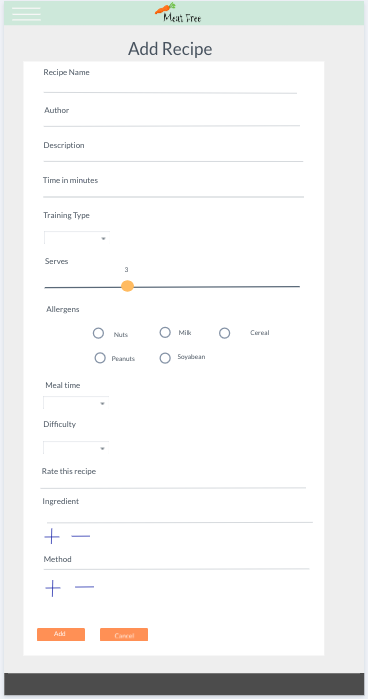 Meat Free
Add Recipe
Recipe Name
Author
Description
Time in minutes
Training Type
Serves
3
Allergens
Nuts Milk Cereal
Peanuts Soyabean
Meal time
Difficulty
Rate this recipe
Ingredient
Method
Add Cancel